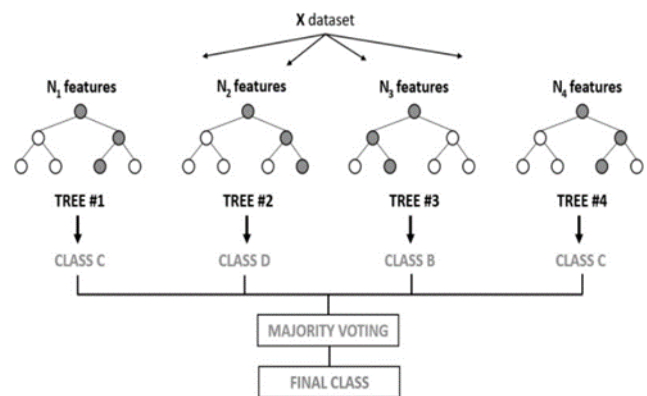 X dataset
N₁ features N₂ features N₃ features N₄ features
TREE #1 TREE #2 TREE #3 TREE #4
CLASS C CLASS D CLASS B CLASS C
MAJORITY VOTING
FINAL CLASS